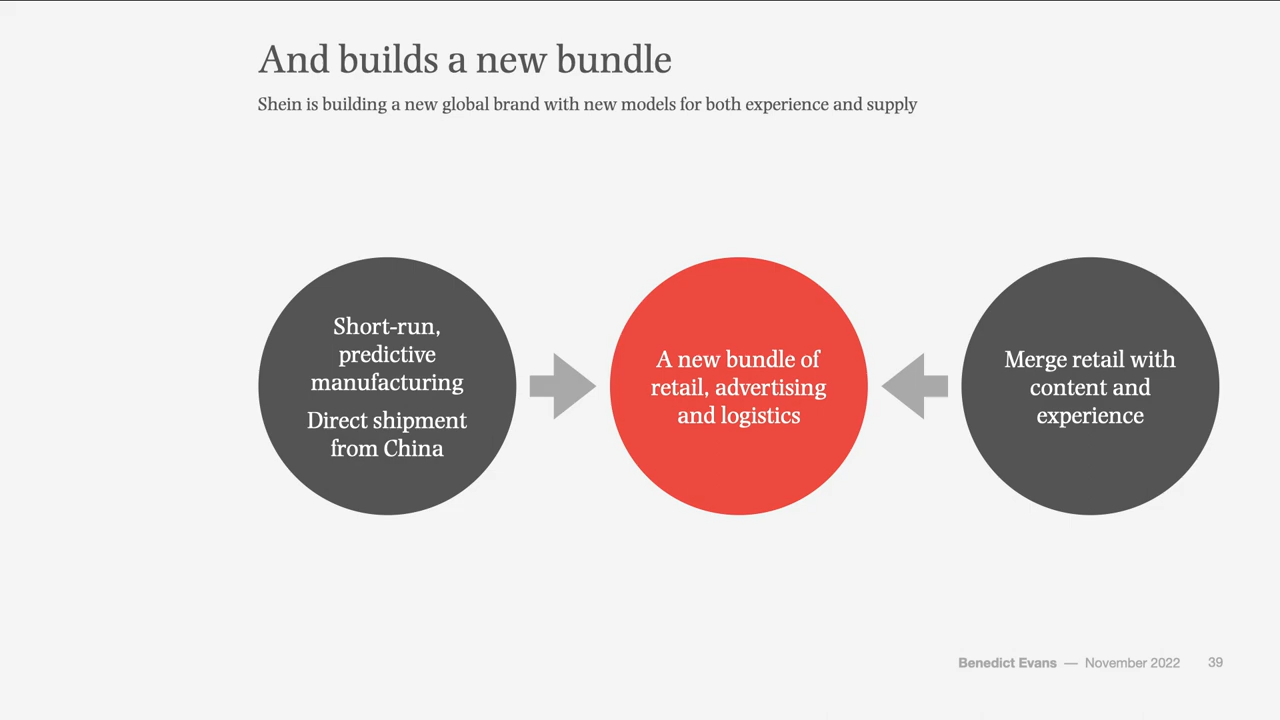 And builds a new bundle
Shein is building a new global brand with new models for both experience and supply
Short-run,
predictive
manufacturing
Direct shipment
from China
A new bundle of
retail, advertising
and logistics
Merge retail with
content and
experience
Benedict Evans — November 2022 39